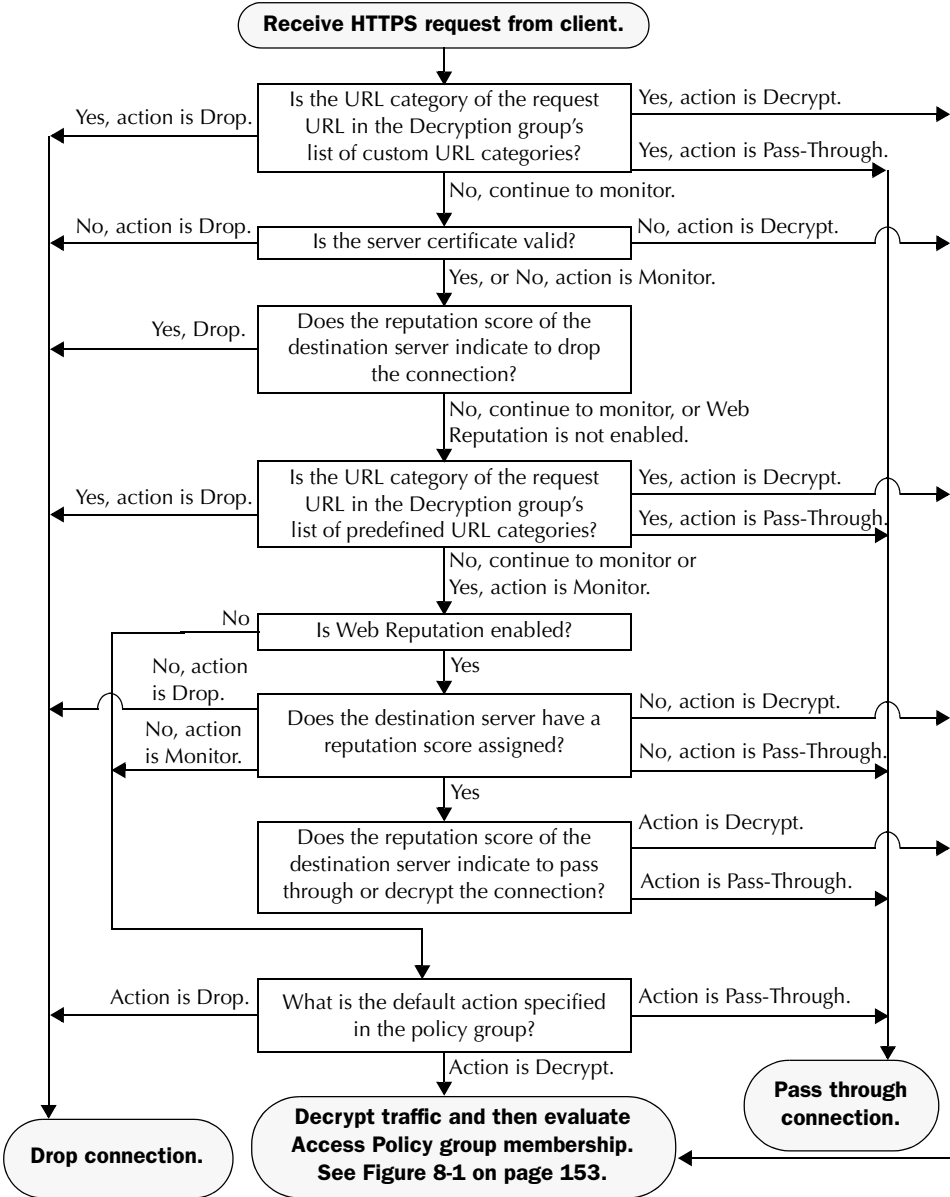 Receive HTTPS request from client.
Is the URL category of the request
URL in the Decryption group's
list of custom URL categories?
Yes, action is Drop.
Yes, action is Decrypt.
Yes, action is Pass-Through.
No, continue to monitor.
Is the server certificate valid?
No, action is Drop.
No, action is Decrypt.
Yes, or No, action is Monitor.
Does the reputation score of the
destination server indicate to drop
the connection?
Yes, Drop.
No, continue to monitor, or Web
Reputation is not enabled.
Is the URL category of the request
URL in the Decryption group's
list of predefined URL categories?
Yes, action is Drop.
Yes, action is Decrypt.
Yes, action is Pass-Through.
No, continue to monitor or
Yes, action is Monitor.
Is Web Reputation enabled?
No
Yes
Does the destination server have a
reputation score assigned?
No, action
is Drop.
No, action
is Monitor.
No, action is Decrypt.
No, action is Pass-Through.
Yes
Does the reputation score of the
destination server indicate to pass
through or decrypt the connection?
Action is Decrypt.
Action is Pass-Through.
What is the default action specified
in the policy group?
Action is Drop.
Action is Pass-Through.
Action is Decrypt.
Drop connection.
Decrypt traffic and then evaluate
Access Policy group membership.
See Figure 8-1 on page 153.
Pass through
connection.